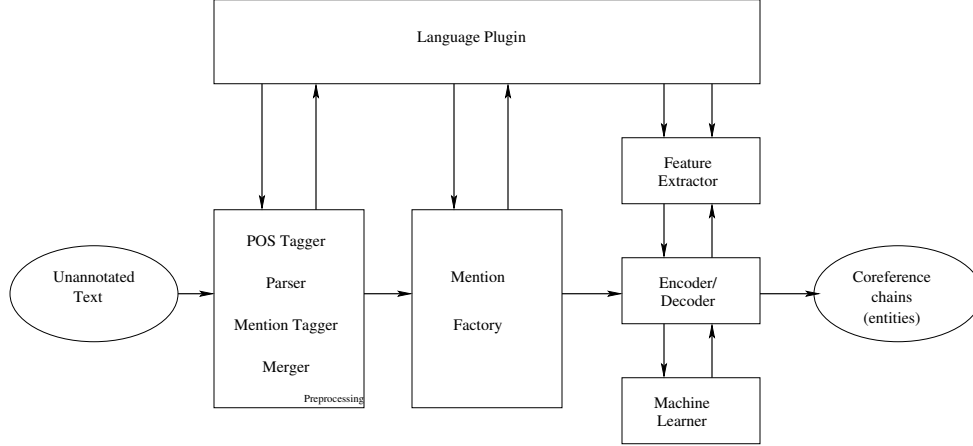 Language Plugin
Feature
Extractor
POS Tagger
Parser
Mention Tagger
Merger
Preprocessing
Unannotated
Text
Mention
Factory
Encoder/
Decoder
Coreference
chains
(entities)
Machine
Learner